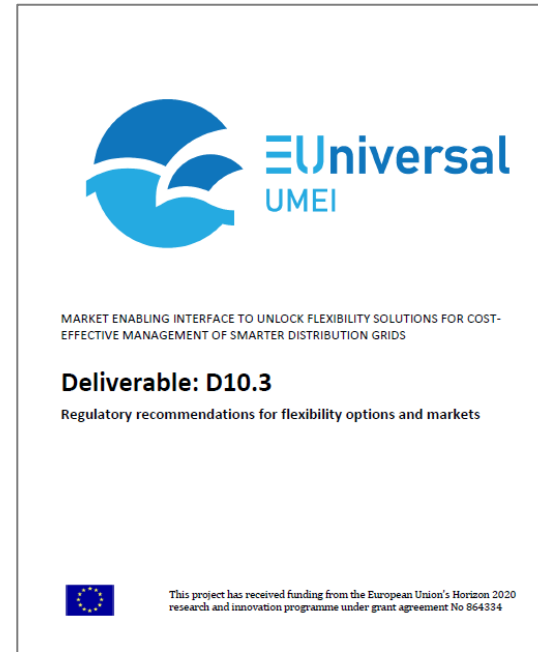 EUniversal
UMEI
MARKET ENABLING INTERFACE TO UNLOCK FLEXIBILITY SOLUTIONS FOR COST-
EFFECTIVE MANAGEMENT OF SMARTER DISTRIBUTION GRIDS
Deliverable: D10.3
Regulatory recommendations for flexibility options and markets
This project has received funding from the European Union's Horizon 2020
research and innovation programme under grant agreement No 864334